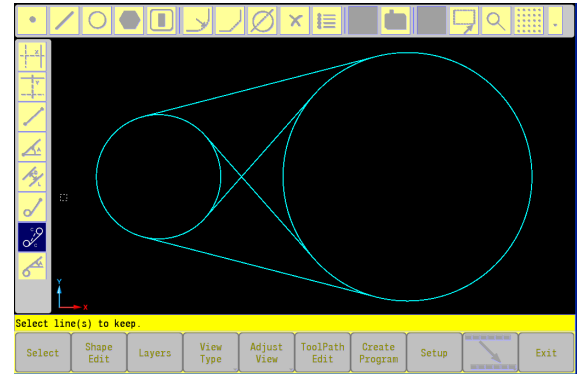 Y
X
Select line(s) to keep.
Select Shape Edit Layers View Type Adjust View ToolPath Edit Create Program Setup Exit